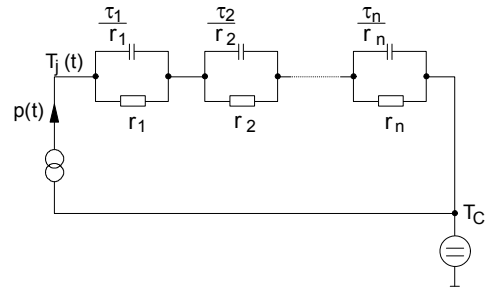 τ1 τ2 τn
r1 r2 rn
Tj (t)
p(t)
r1 r2 rn
TC